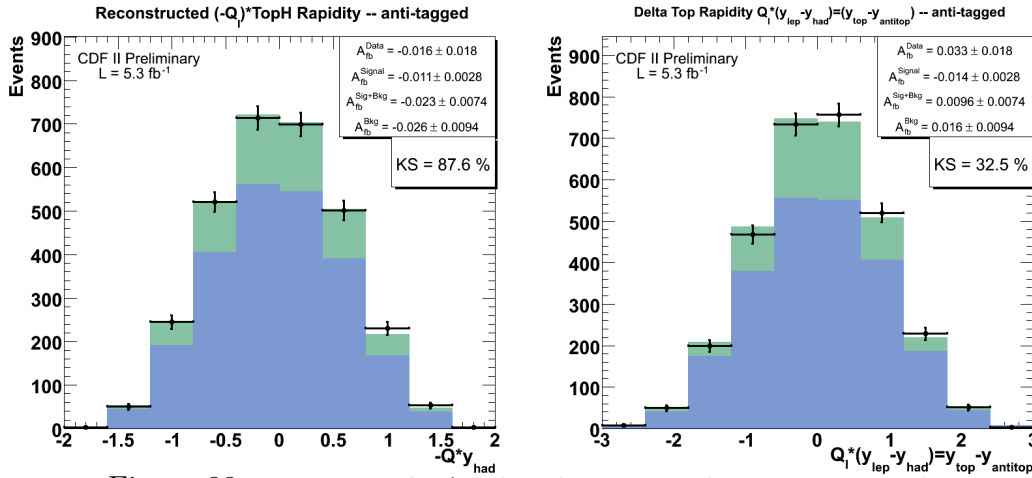 Reconstructed (-Q_l)*TopH Rapidity -- anti-tagged
Events
900
800
700
600
500
400
300
200
100
0
CDF II Preliminary
L = 5.3 fb⁻¹
A_fb^Data = -0.016 ± 0.018
A_fb^Signal = -0.011 ± 0.0028
A_fb^Sig+Bkg = -0.023 ± 0.0074
A_fb^Bkg = -0.026 ± 0.0094
KS = 87.6 %
-2 -1.5 -1 -0.5 0 0.5 1 1.5 2
-Q*y_had
Delta Top Rapidity Q_l*(y_lep-y_had)=(y_top-y_antitop) -- anti-tagged
Events
900
800
700
600
500
400
300
200
100
0
CDF II Preliminary
L = 5.3 fb⁻¹
A_fb^Data = 0.033 ± 0.018
A_fb^Signal = -0.014 ± 0.0028
A_fb^Sig+Bkg = 0.0096 ± 0.0074
A_fb^Bkg = 0.016 ± 0.0094
KS = 32.5 %
-3 -2 -1 0 1 2 3
Q_l*(y_lep-y_had)=y_top-y_antitop